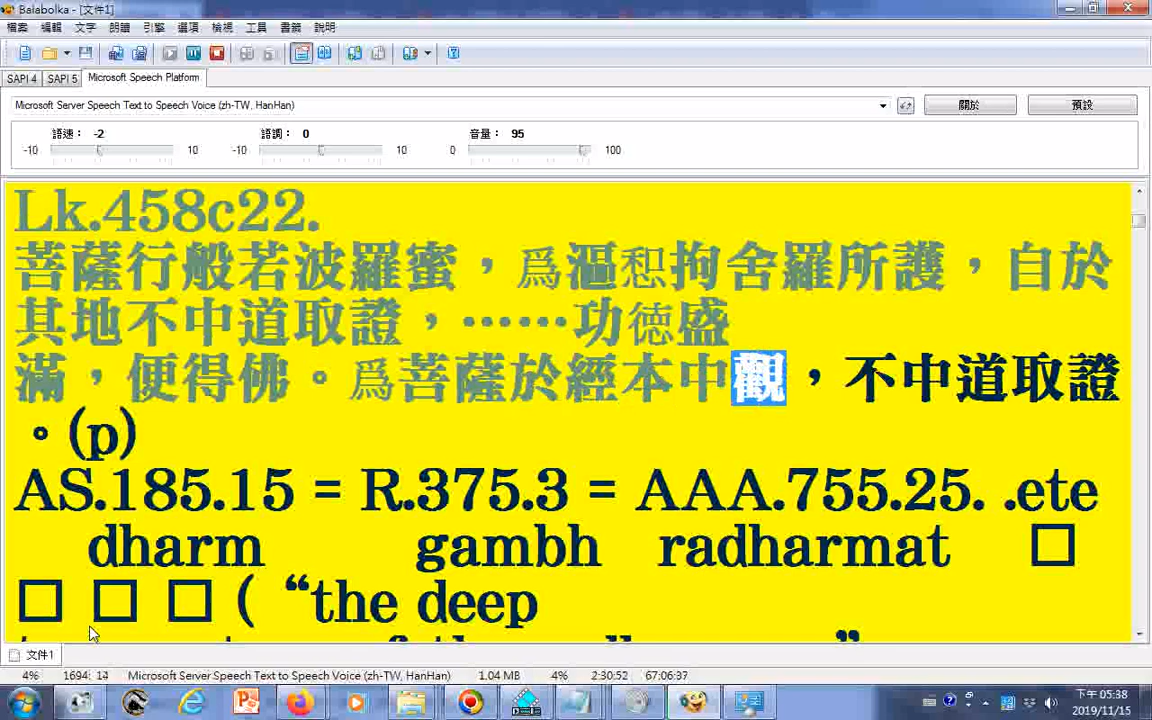 Balabolka - [文件1]
檔案 編輯 文字 朗讀 引擎 選項 檢視 工具 書籤 說明
SAPI 4 SAPI 5 Microsoft Speech Platform
Microsoft Server Speech Text to Speech Voice (zh-TW, HanHan) 關於 預設
語速： -2 語調： 0 音量： 95
-10 10 -10 10 0 100
Lk.458c22.
菩薩行般若波羅蜜，爲漚惒拘舍羅所護，自於
其地不中道取證，⋯⋯功德盛
滿，便得佛。爲菩薩於經本中觀，不中道取證
。(p)
AS.185.15 = R.375.3 = AAA.755.25. .ete
dharm gambh radharmat □
□ □ □ ( “the deep
文件1
4% 1694: 14 Microsoft Server Speech Text to Speech Voice (zh-TW, HanHan) 1.04 MB 4% 2:30:52 67:06:37
下午 05:38
2019/11/15